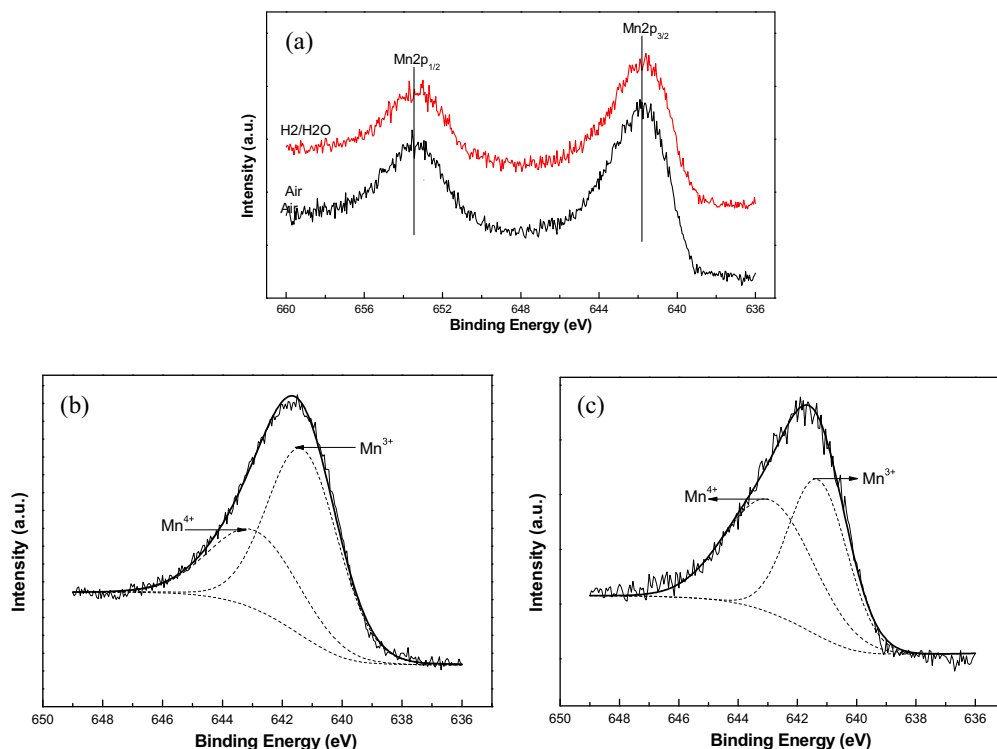 (a)
Mn2p1/2
Mn2p3/2
H2/H2O
Air
Air
Intensity (a.u.)
660 656 652 648 644 640 636
Binding Energy (eV)
(b)
Mn3+
Mn4+
Intensity (a.u.)
650 648 646 644 642 640 638 636
Binding Energy (eV)
(c)
Mn3+
Mn4+
Intensity (a.u.)
650 648 646 644 642 640 638 636
Binding Energy (eV)